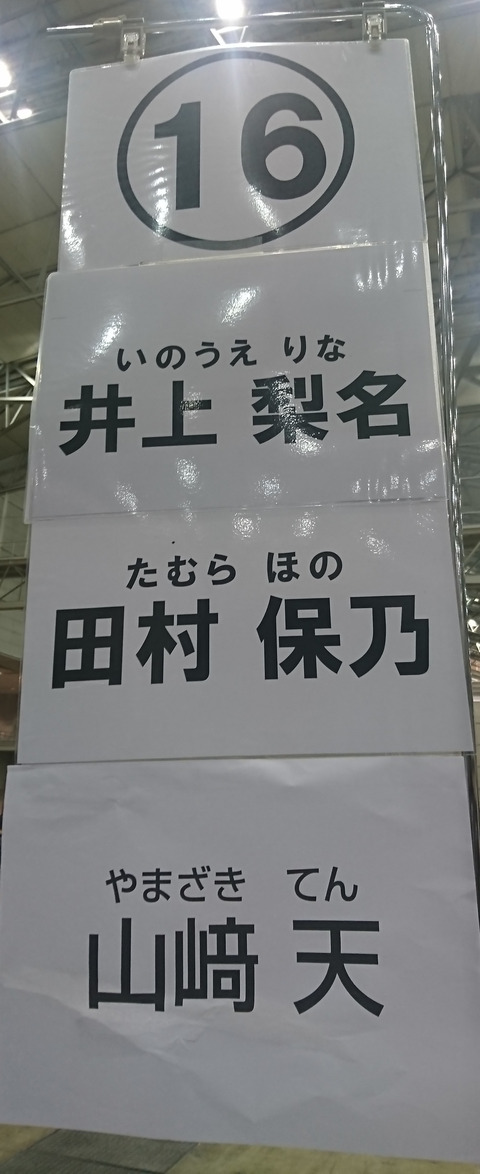 16
いのうえ りな
井上 梨名
たむら ほの
田村 保乃
やまざき てん
山﨑 天